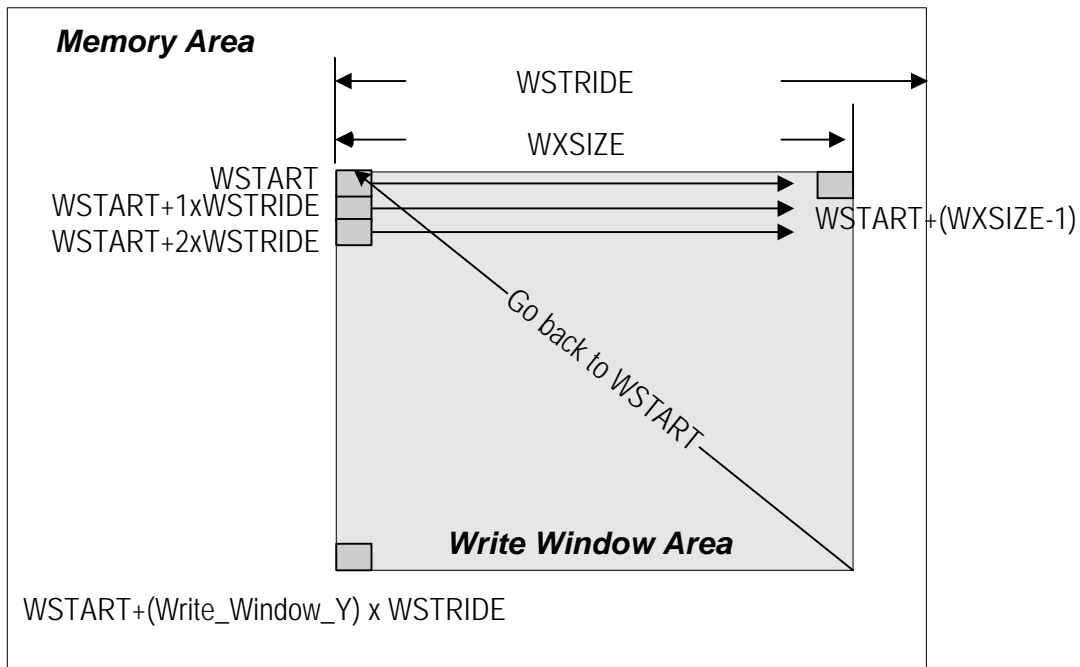 Memory Area
WSTRIDE
WXSIZE
WSTART
WSTART+1xWSTRIDE
WSTART+(WXSIZE-1)
WSTART+2xWSTRIDE
Go back to WSTART
Write Window Area
WSTART+(Write_Window_Y) x WSTRIDE